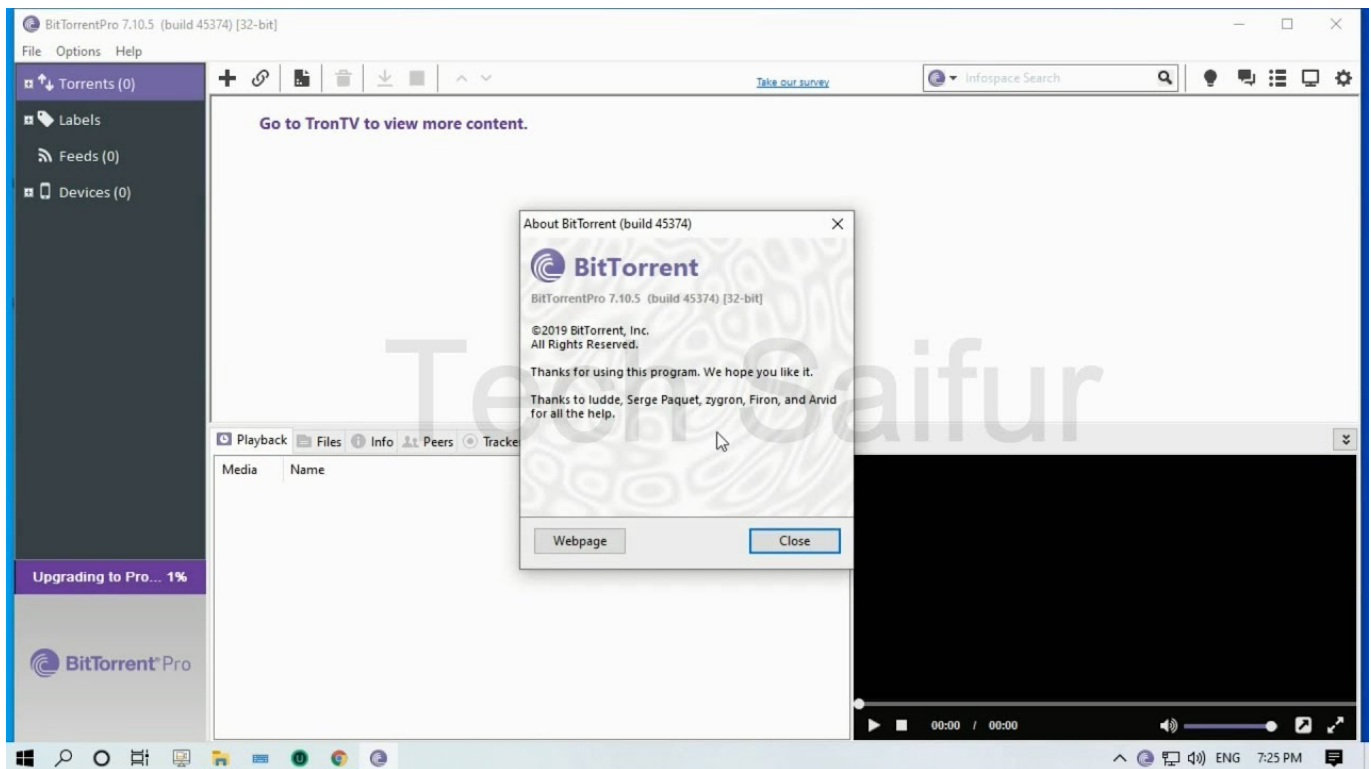 BitTorrentPro 7.10.5 (build 45374) [32-bit]
File Options Help
Torrents (0)
Take our survey
Infospace Search
Labels
Feeds (0)
Devices (0)
Go to TronTV to view more content.
About BitTorrent (build 45374)
BitTorrent
BitTorrentPro 7.10.5 (build 45374) [32-bit]
©2019 BitTorrent, Inc.
All Rights Reserved.
Thanks for using this program. We hope you like it.
Thanks to ludde, Serge Paquet, zygron, Firon, and Arvid
for all the help.
Webpage Close
Tech Saifur
Playback Files Info Peers Tracke
Media Name
Upgrading to Pro... 1%
BitTorrent® Pro
00:00 / 00:00
ENG 7:25 PM